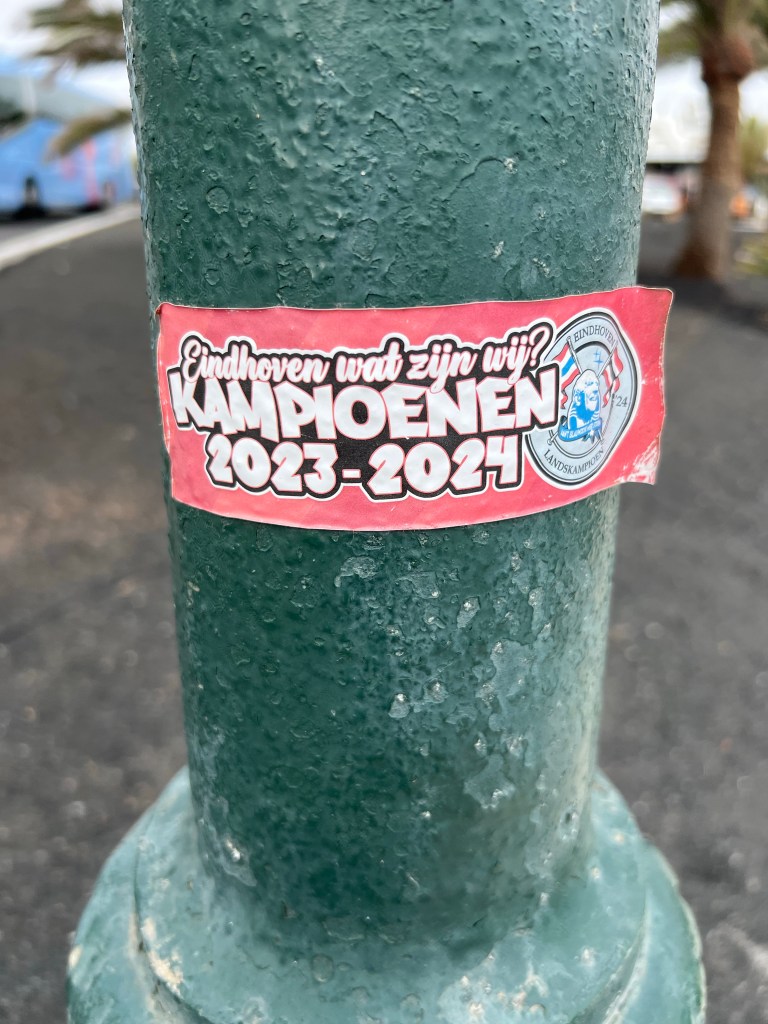 Eindhoven wat zijn wij?
KAMPIOENEN
2023-2024
EINDHOVEN
'24
LANDSKAMPIOEN